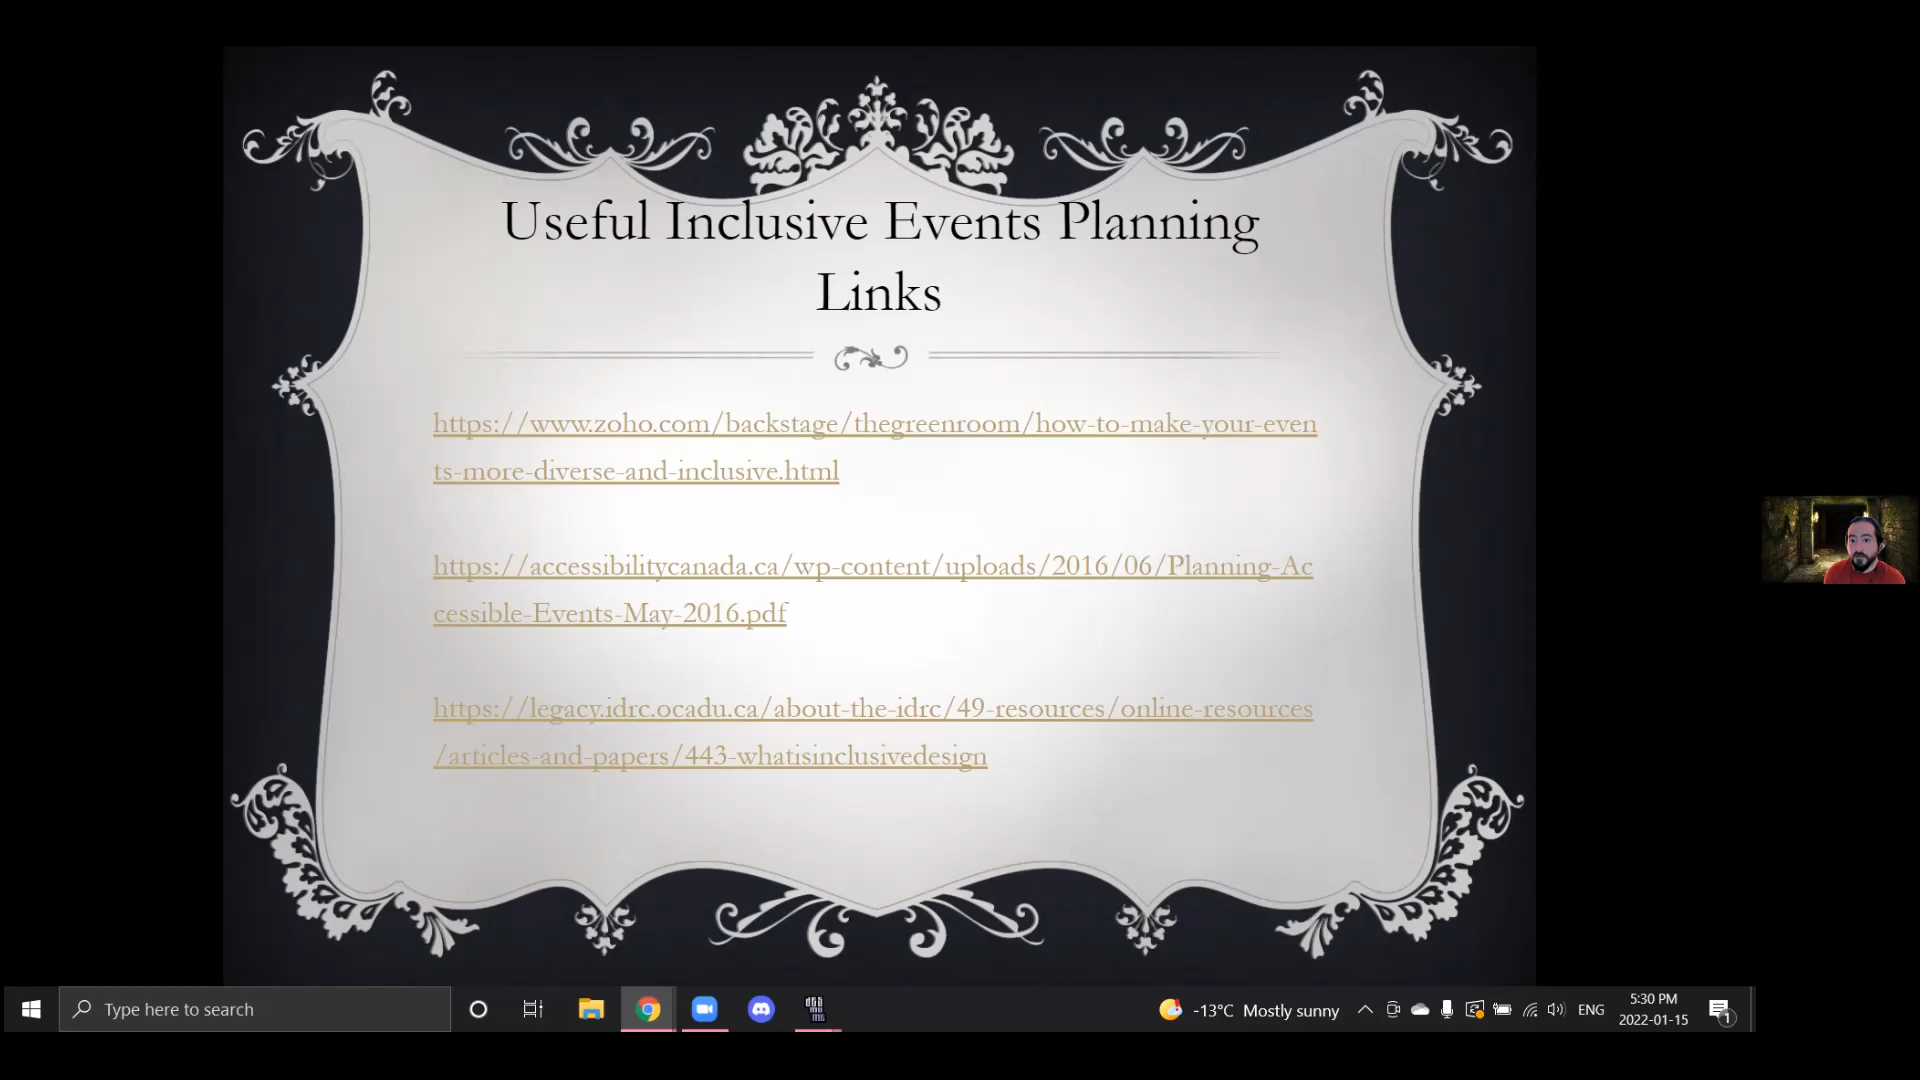 Useful Inclusive Events Planning
Links
https://www.zoho.com/backstage/thegreenroom/how-to-make-your-even
ts-more-diverse-and-inclusive.html
https://accessibilitycanada.ca/wp-content/uploads/2016/06/Planning-Ac
cessible-Events-May-2016.pdf
https://legacy.idrc.ocadu.ca/about-the-idrc/49-resources/online-resources
/articles-and-papers/443-whatisinclusivedesign
Type here to search
-13°C Mostly sunny
ENG
5:30 PM
2022-01-15
1